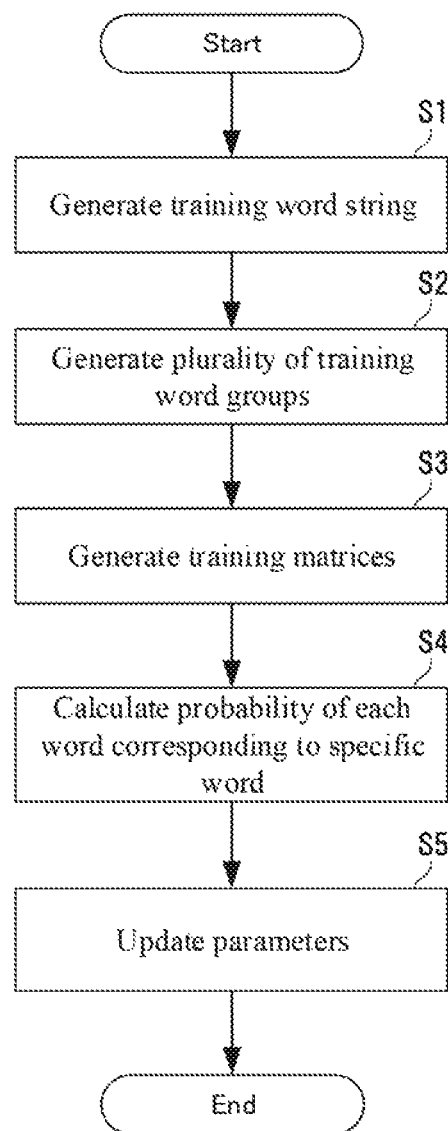 Start
S1
Generate training word string
S2
Generate plurality of training
word groups
S3
Generate training matrices
S4
Calculate probability of each
word corresponding to specific
word
S5
Update parameters
End